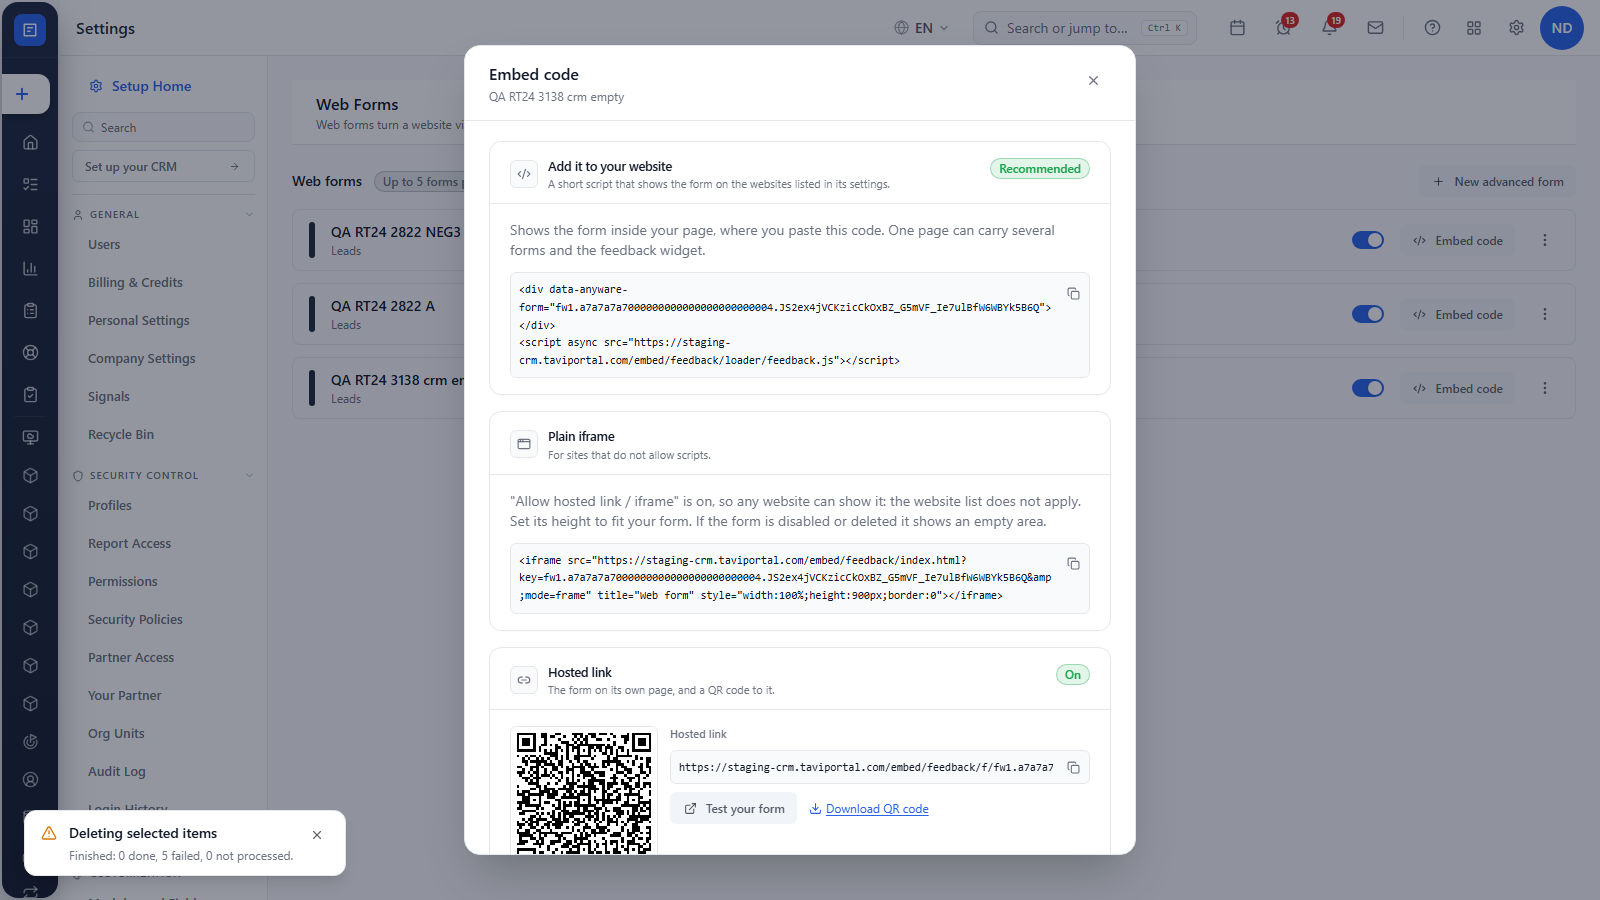 Settings
EN
Search or jump to...
Ctrl K
13
19
ND
Setup Home
Search
Set up your CRM
GENERAL
Users
Billing & Credits
Personal Settings
Company Settings
Signals
Recycle Bin
SECURITY CONTROL
Profiles
Report Access
Permissions
Security Policies
Partner Access
Your Partner
Org Units
Audit Log
Login History
Web Forms
Web forms turn a website vi
Web forms
Up to 5 forms p
New advanced form
QA RT24 2822 NEG3
Leads
Embed code
QA RT24 2822 A
Leads
Embed code
QA RT24 3138 crm er
Leads
Embed code
Embed code
QA RT24 3138 crm empty
Add it to your website
A short script that shows the form on the websites listed in its settings.
Recommended
Shows the form inside your page, where you paste this code. One page can carry several
forms and the feedback widget.
<div data-anyware-
form="fw1.a7a7a7a7000000000000000000000004.JS2ex4jVCKzicCkOxBZ_G5mVF_Ie7ulBfW6WBYk5B6Q">
</div>
<script async src="https://staging-
crm.taviportal.com/embed/feedback/loader/feedback.js"></script>
Plain iframe
For sites that do not allow scripts.
"Allow hosted link / iframe" is on, so any website can show it: the website list does not apply.
Set its height to fit your form. If the form is disabled or deleted it shows an empty area.
<iframe src="https://staging-crm.taviportal.com/embed/feedback/index.html?
key=fw1.a7a7a7a7000000000000000000000004.JS2ex4jVCKzicCkOxBZ_G5mVF_Ie7ulBfW6WBYk5B6Q&amp
;mode=frame" title="Web form" style="width:100%;height:900px;border:0"></iframe>
Hosted link
The form on its own page, and a QR code to it.
On
Hosted link
https://staging-crm.taviportal.com/embed/feedback/f/fw1.a7a7a7
Test your form
Download QR code
Deleting selected items
Finished: 0 done, 5 failed, 0 not processed.